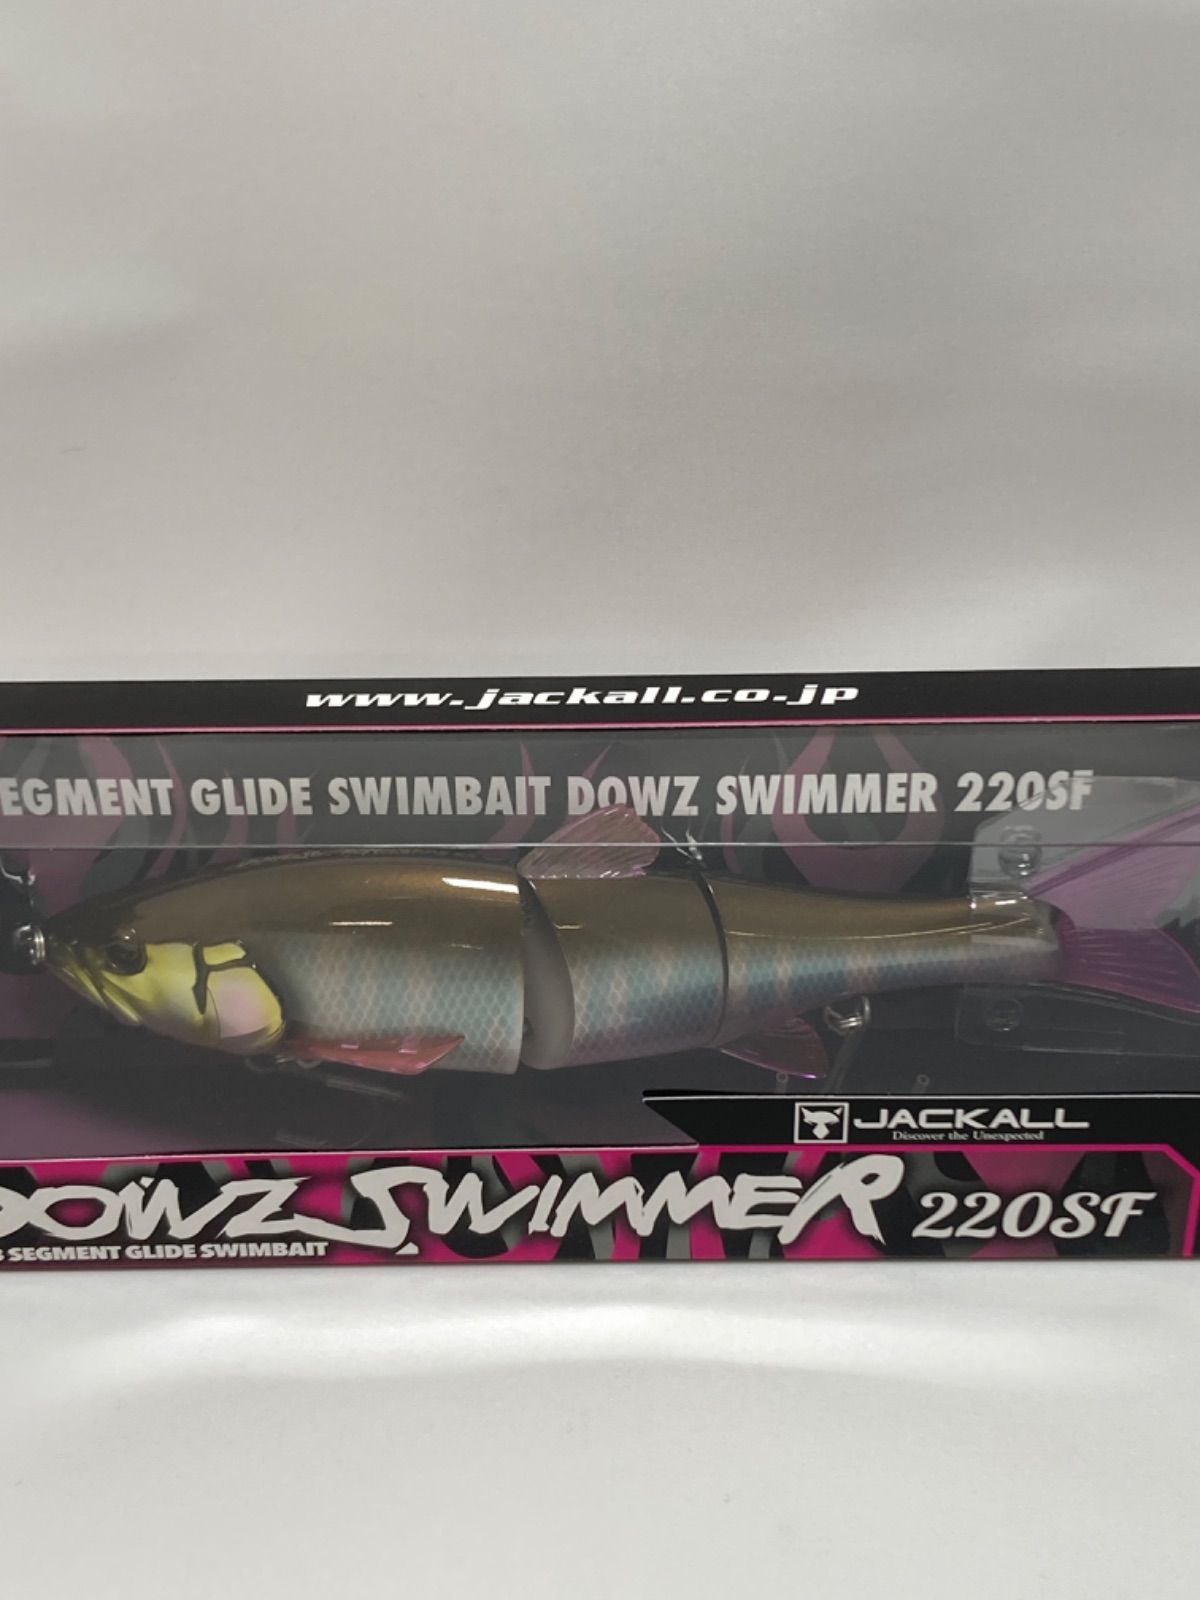 www.jackall.co.jp
EGMENT GLIDE SWIMBAIT DOWZ SWIMMER 220SF
JACKALL
Discover the Unexpected
DOWZ SWIMMER 220SF
3 SEGMENT GLIDE SWIMBAIT